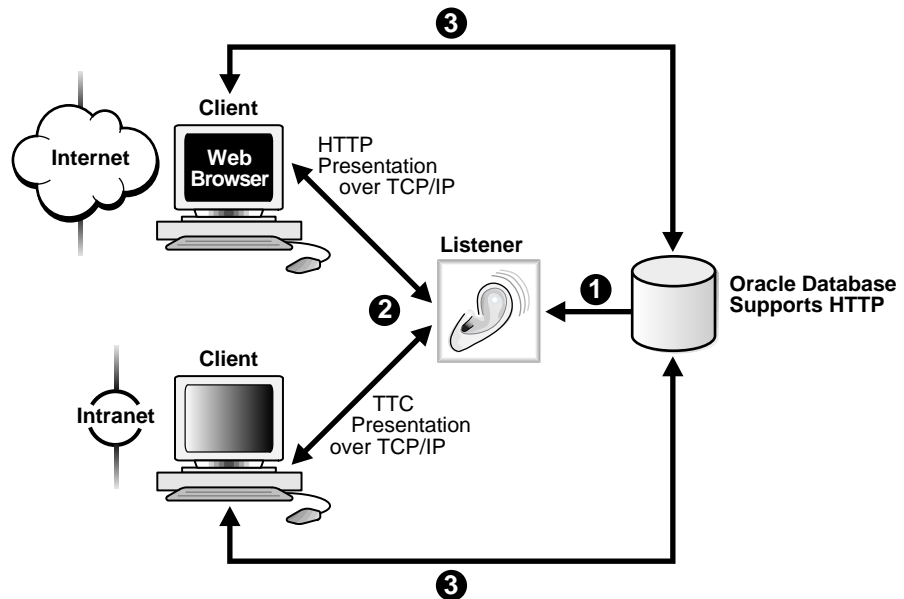 3
Client
Internet
Web
Browser
HTTP
Presentation
over TCP/IP
Listener
1
Oracle Database
Supports HTTP
2
Client
Intranet
TTC
Presentation
over TCP/IP
3